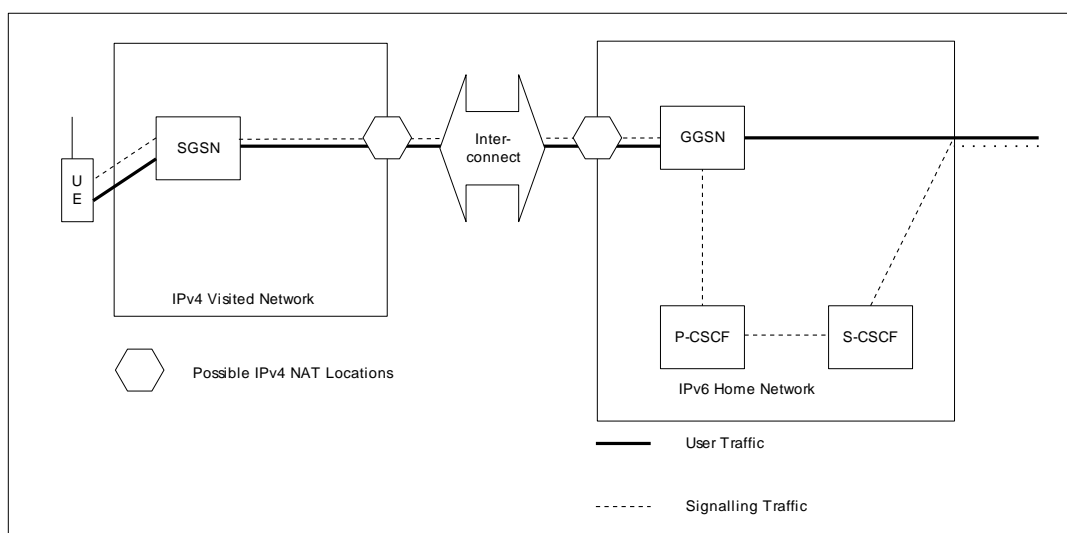 U
E
SGSN
Inter-
connect
GGSN
IPv4 Visited Network
P-CSCF
S-CSCF
Possible IPv4 NAT Locations
IPv6 Home Network
User Traffic
Signalling Traffic